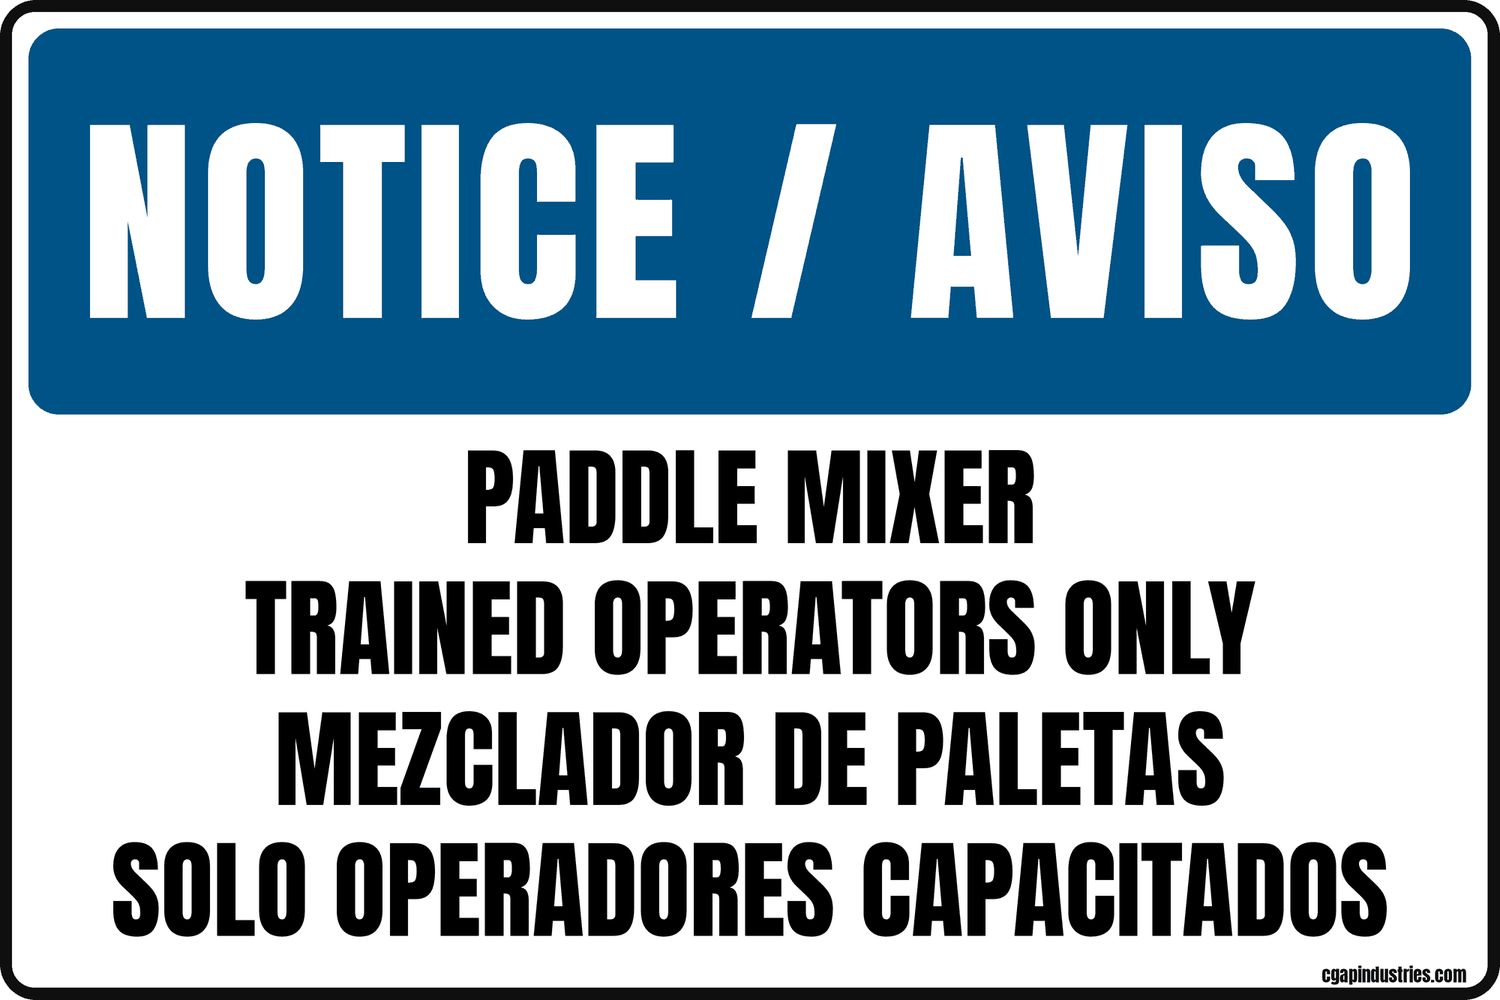 NOTICE / AVISO
PADDLE MIXER
TRAINED OPERATORS ONLY
MEZCLADOR DE PALETAS
SOLO OPERADORES CAPACITADOS
cgapindustries.com